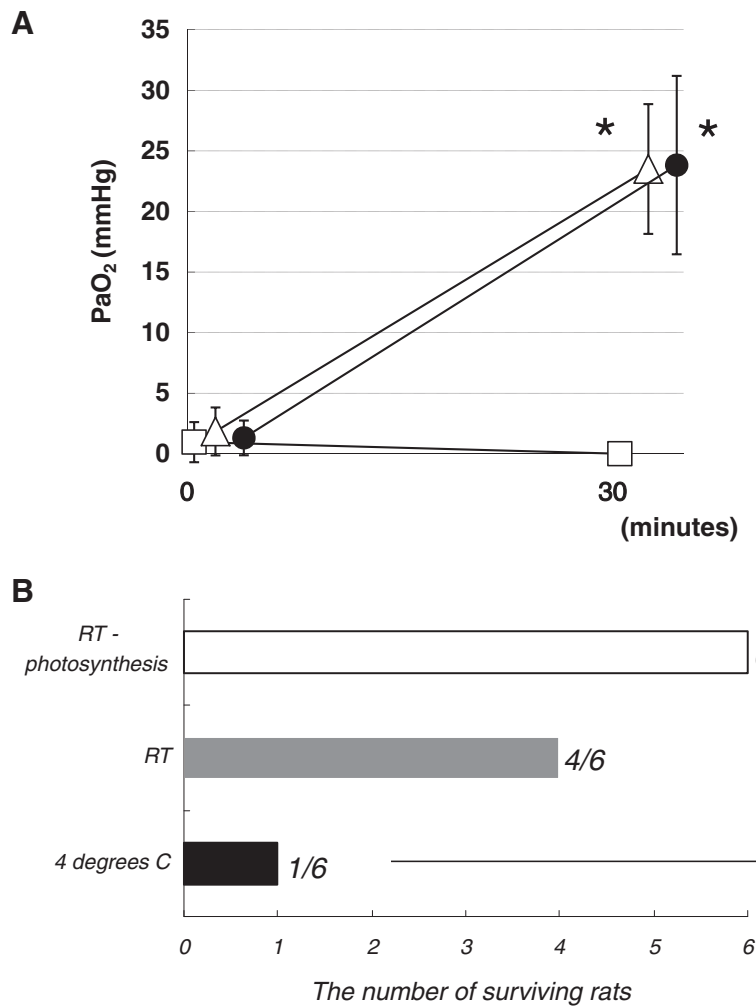 A
35
30
25
20
15
10
5
0
PaO₂ (mmHg)
* *
0 30
(minutes)
B
RT -
photosynthesis
RT
4/6
4 degrees C
1/6
0 1 2 3 4 5 6
The number of surviving rats